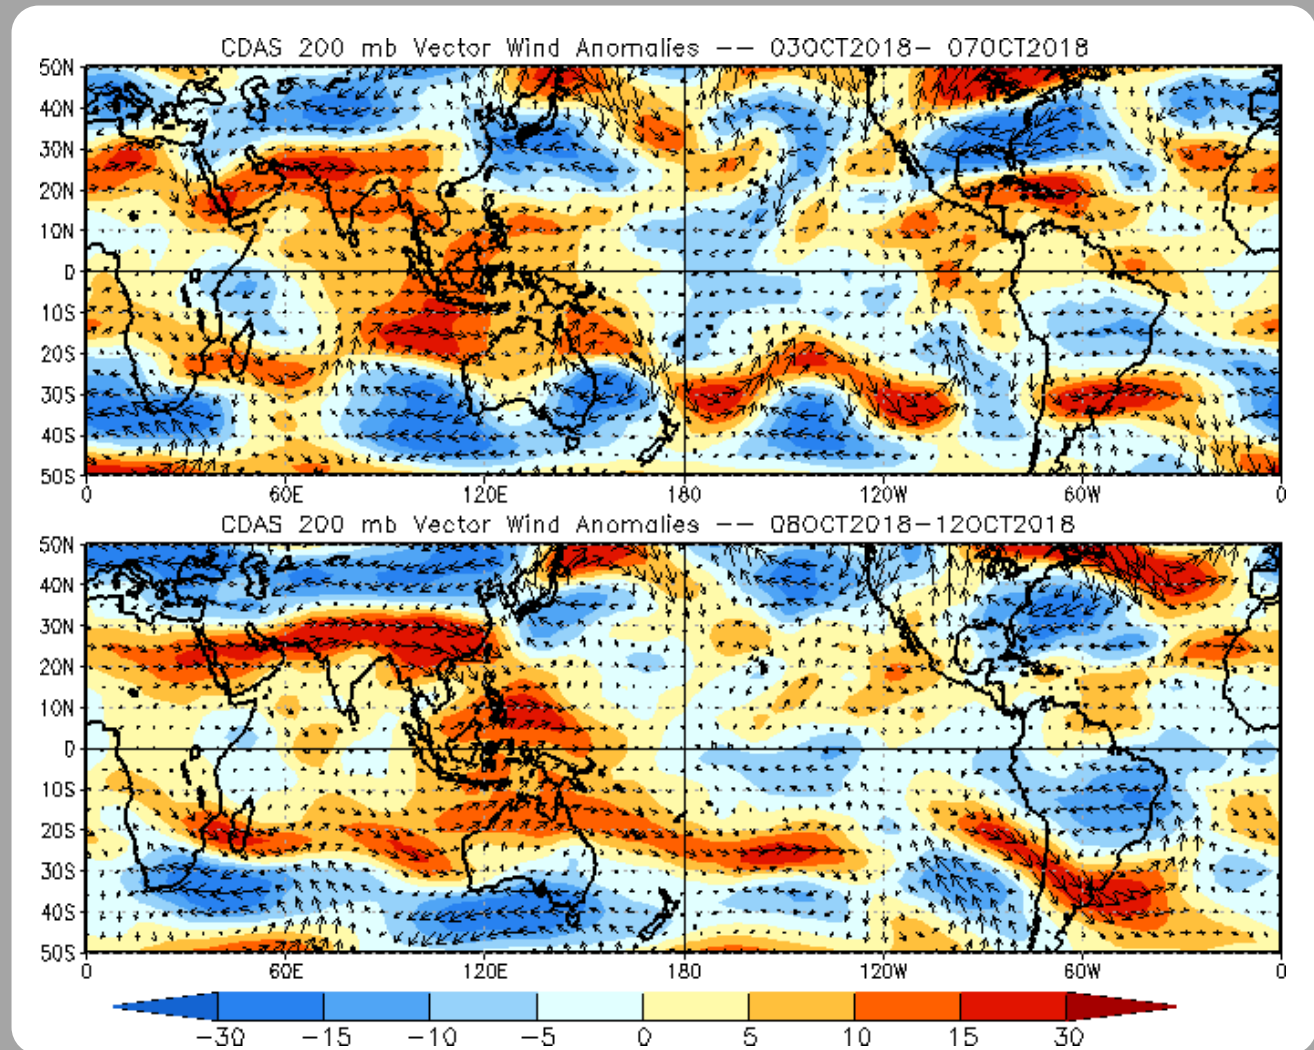 CDAS 200 mb Vector Wind Anomalies -- 03OCT2018- 07OCT2018
50N
40N
30N
20N
10N
0
10S
20S
30S
40S
50S
0 60E 120E 180 120W 60W 0
CDAS 200 mb Vector Wind Anomalies -- 08OCT2018-12OCT2018
50N
40N
30N
20N
10N
0
10S
20S
30S
40S
50S
0 60E 120E 180 120W 60W 0
-30 -15 -10 -5 0 5 10 15 30